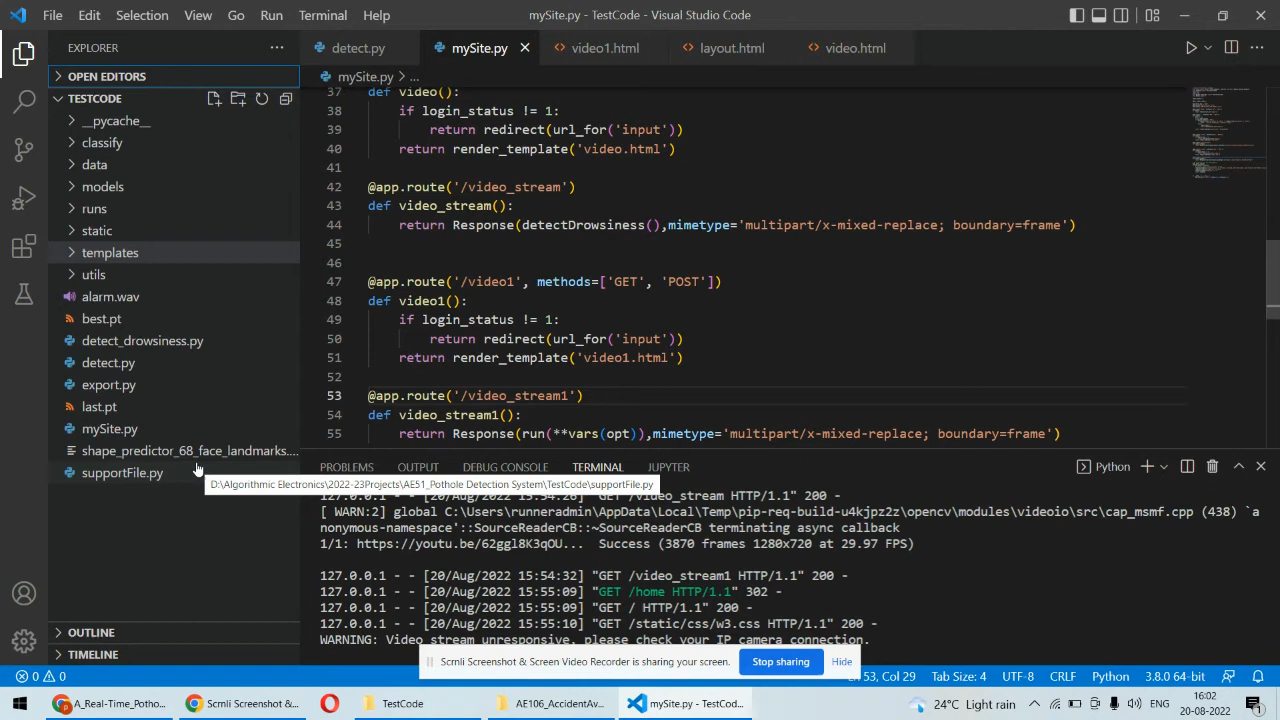 File Edit Selection View Go Run Terminal Help
mySite.py - TestCode - Visual Studio Code
EXPLORER
OPEN EDITORS
TESTCODE
__pycache__
classify
data
models
runs
static
templates
utils
alarm.wav
best.pt
detect_drowsiness.py
detect.py
export.py
last.pt
mySite.py
shape_predictor_68_face_landmarks....
supportFile.py
OUTLINE
TIMELINE
detect.py mySite.py video1.html layout.html video.html
mySite.py > ...
37 def video():
38 if login_status != 1:
39 return redirect(url_for('input'))
40 return render_template('video.html')
41
42 @app.route('/video_stream')
43 def video_stream():
44 return Response(detectDrowsiness(),mimetype='multipart/x-mixed-replace; boundary=frame')
45
46
47 @app.route('/video1', methods=['GET', 'POST'])
48 def video1():
49 if login_status != 1:
50 return redirect(url_for('input'))
51 return render_template('video1.html')
52
53 @app.route('/video_stream1')
54 def video_stream1():
55 return Response(run(**vars(opt)),mimetype='multipart/x-mixed-replace; boundary=frame')
PROBLEMS OUTPUT DEBUG CONSOLE TERMINAL JUPYTER
Python
D:\Algorithmic Electronics\2022-23Projects\AE51_Pothole Detection System\TestCode\supportFile.py
15:54:26] "GET /video_stream HTTP/1.1" 200 -
[ WARN:2] global C:\Users\runneradmin\AppData\Local\Temp\pip-req-build-u4kjpz2z\opencv\modules\videoio\src\cap_msmf.cpp (438) `a
nonymous-namespace'::SourceReaderCB::~SourceReaderCB terminating async callback
1/1: https://youtu.be/62ggl8K3qOU... Success (3870 frames 1280x720 at 29.97 FPS)
127.0.0.1 - - [20/Aug/2022 15:54:32] "GET /video_stream1 HTTP/1.1" 200 -
127.0.0.1 - - [20/Aug/2022 15:55:09] "GET /home HTTP/1.1" 302 -
127.0.0.1 - - [20/Aug/2022 15:55:09] "GET / HTTP/1.1" 200 -
127.0.0.1 - - [20/Aug/2022 15:55:10] "GET /static/css/w3.css HTTP/1.1" 200 -
WARNING: Video stream unresponsive, please check your IP camera connection.
Scrnli Screenshot & Screen Video Recorder is sharing your screen. Stop sharing Hide
0 0 Ln 53, Col 29 Tab Size: 4 UTF-8 CRLF Python 3.8.0 64-bit
A_Real-Time_Potho... Scrnli Screenshot &... TestCode AE106_AccidentAv... mySite.py - TestCod... 24°C Light rain ENG 16:02
20-08-2022 1